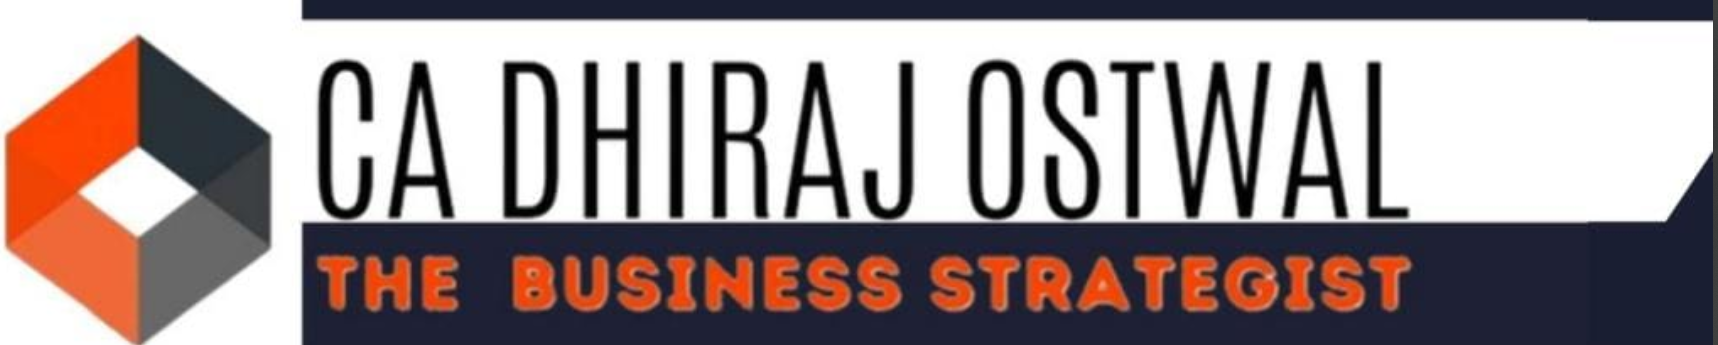 CA DHIRAJ OSTWAL
THE BUSINESS STRATEGIST